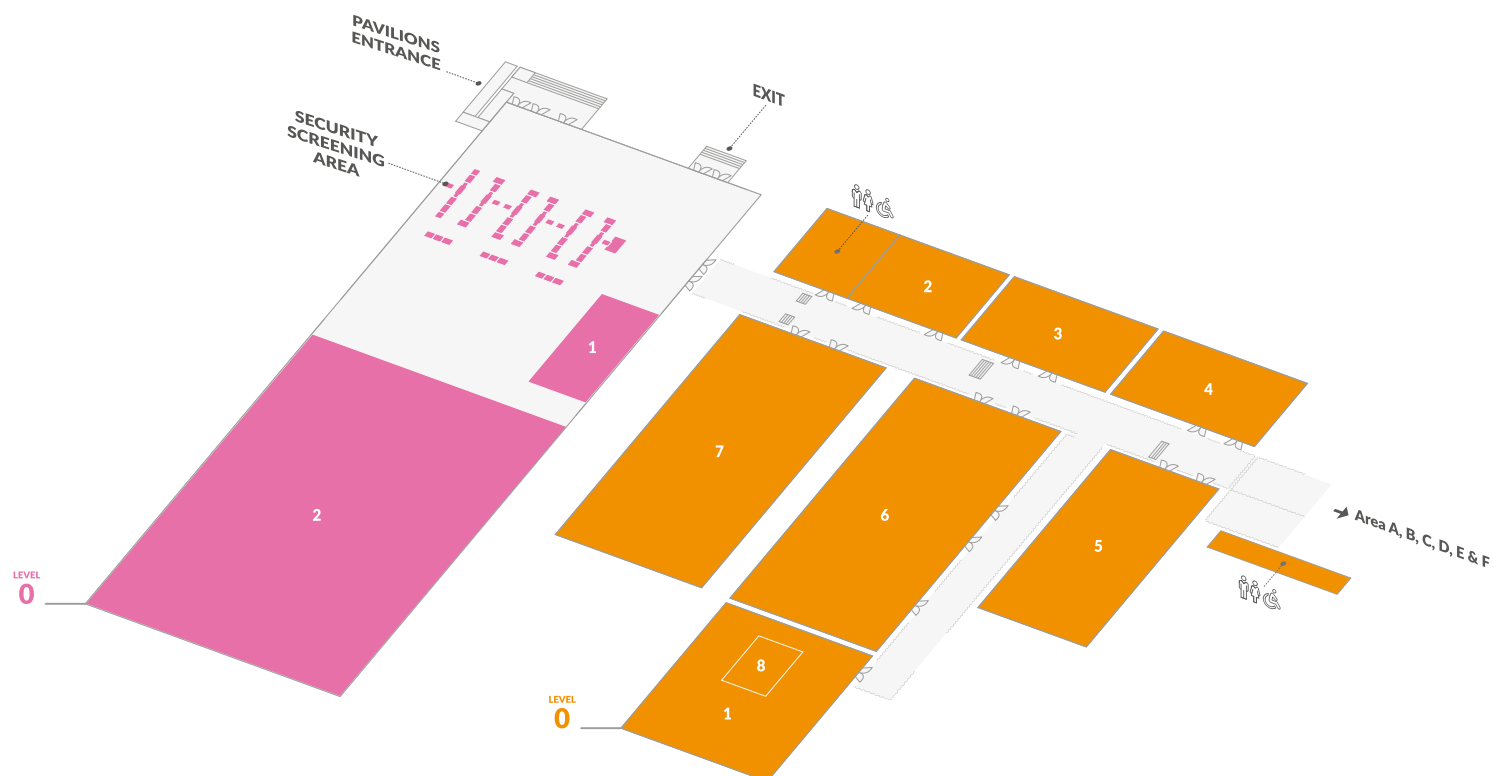 PAVILIONS
ENTRANCE
EXIT
SECURITY
SCREENING
AREA
2
3
1
4
7
2
6
Area A, B, C, D, E & F
5
LEVEL
0
8
LEVEL
0
1